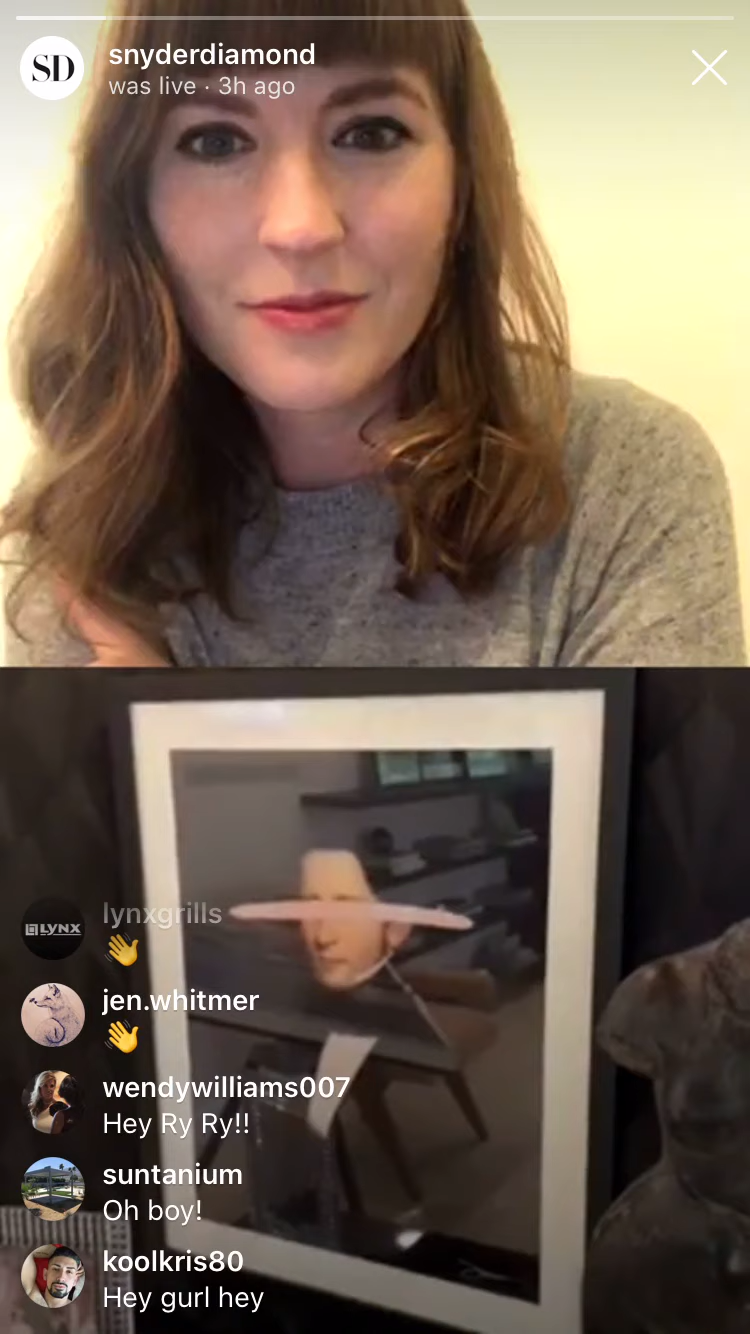 SD
snyderdiamond
was live · 3h ago
lynxgrills
👋
LYNX
jen.whitmer
👋
wendywilliams007
Hey Ry Ry!!
suntanium
Oh boy!
koolkris80
Hey gurl hey